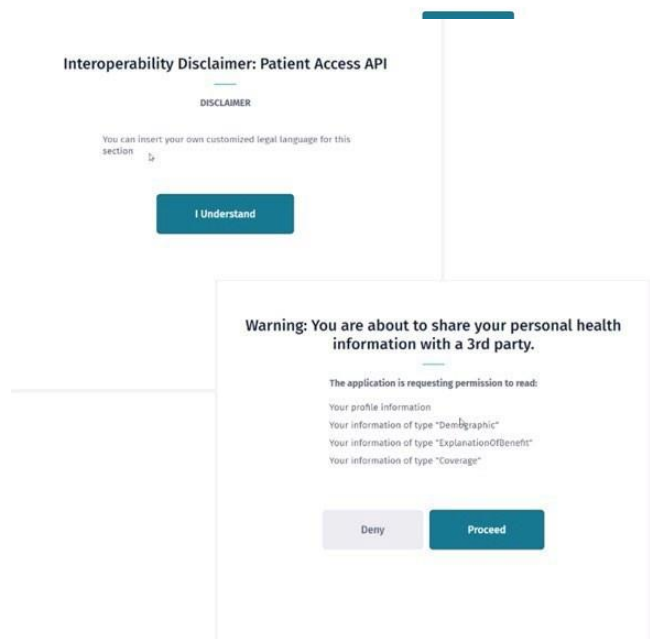 Interoperability Disclaimer: Patient Access API
DISCLAIMER
You can insert your own customized legal language for this
section
I Understand
Warning: You are about to share your personal health
information with a 3rd party.
The application is requesting permission to read:
Your profile information
Your information of type "Demographic"
Your information of type "ExplanationOfBenefit"
Your information of type "Coverage"
Deny
Proceed